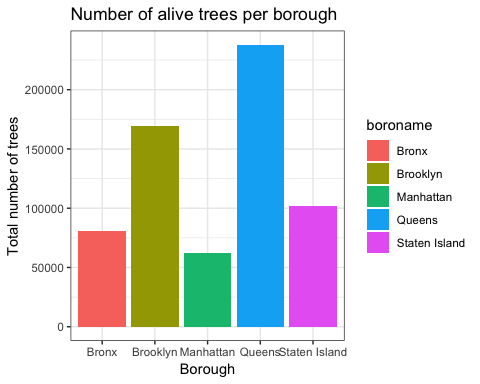 Number of alive trees per borough
Total number of trees
200000
150000
100000
50000
0
Bronx Brooklyn Manhattan Queens Staten Island
Borough
boroname
Bronx
Brooklyn
Manhattan
Queens
Staten Island